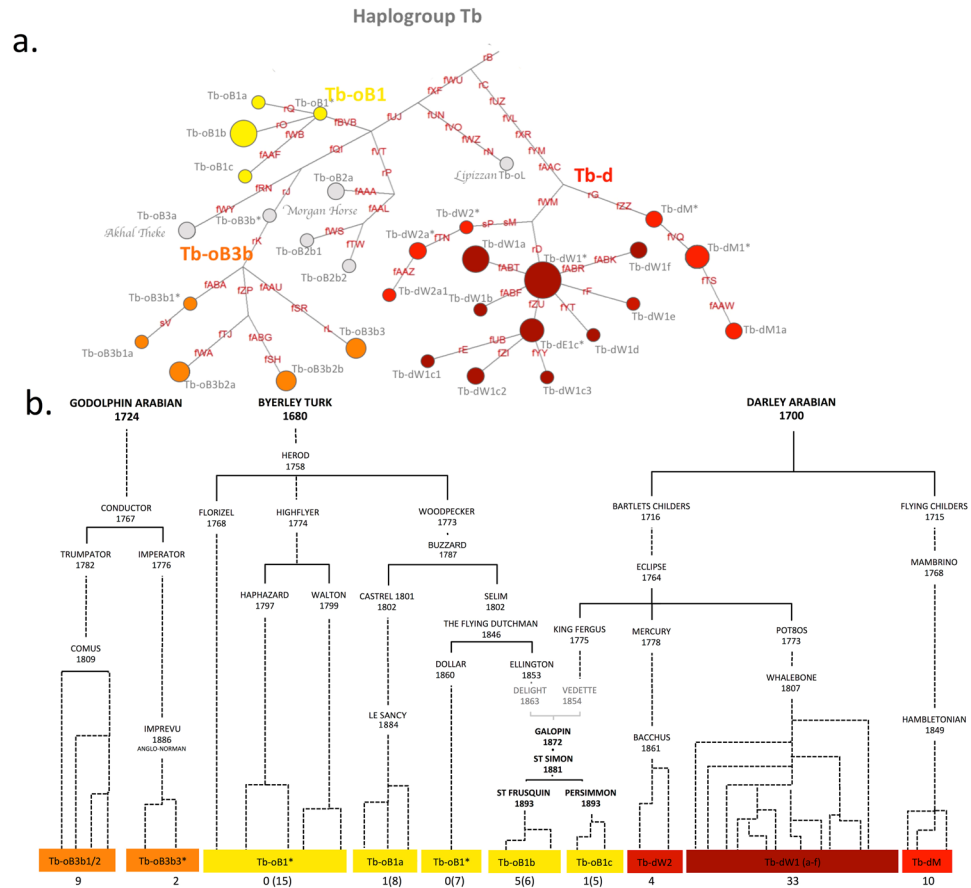 Haplogroup Tb
a.
rB
fWU
rC
fXF
Tb-oB1a
Tb-oB1*
Tb-oB1
fUZ
rQ
fUJ
fUN
fVL
rO
fBVB
fVO
fXR
Tb-oB1b
fWB
fWZ
fYM
fAAF
fQI
fVT
rN
fAAC
Tb-oB1c
rP
Lipizzan Tb-oL
Tb-d
fRN
rJ
Tb-oB2a
fAAA
rG
fWY
fZZ
Tb-dM*
Tb-oB3a
Tb-oB3b*
Morgan Horse
fAAL
fWM
Akhal Theke
Tb-dW2*
sP
sM
fVQ
rK
fWS
Tb-dW2a*
fTN
Tb-dW1a
rD
Tb-dM1*
Tb-oB3b
Tb-oB2b1
fTW
Tb-dW1*
fABK
Tb-dW1f
fABA
fAAU
fAAZ
fABT
fABR
fTS
fZP
Tb-oB2b2
Tb-dW2a1
rF
Tb-oB3b1*
fSR
Tb-dW1b
fABF
fAAW
sV
rL
Tb-oB3b3
fZU
fYT
Tb-dW1e
Tb-oB3b1a
fTJ
fABG
Tb-dE1c*
Tb-dW1d
Tb-dM1a
fWA
fSH
rE
fUB
fZI
fYY
Tb-oB3b2a
Tb-oB3b2b
Tb-dW1c1
Tb-dW1c2
Tb-dW1c3
b.
GODOLPHIN ARABIAN
1724
BYERLEY TURK
1680
DARLEY ARABIAN
1700
HEROD
1758
CONDUCTOR
1767
FLORIZEL
1768
HIGHFLYER
1774
WOODPECKER
1773
BARTLETS CHILDERS
1716
FLYING CHILDERS
1715
BUZZARD
1787
TRUMPATOR
1782
IMPERATOR
1776
ECLIPSE
1764
MAMBRINO
1768
HAPHAZARD
1797
WALTON
1799
CASTREL 1801
1802
SELIM
1802
THE FLYING DUTCHMAN
1846
KING FERGUS
1775
MERCURY
1778
POT8OS
1773
COMUS
1809
DOLLAR
1860
ELLINGTON
1853
WHALEBONE
1807
DELIGHT
1863
VEDETTE
1854
IMPREVU
1886
ANGLO-NORMAN
LE SANCY
1884
GALOPIN
1872
BACCHUS
1861
HAMBLETONIAN
1849
ST SIMON
1881
ST FRUSQUIN
1893
PERSIMMON
1893
Tb-oB3b1/2
Tb-oB3b3*
Tb-oB1*
Tb-oB1a
Tb-oB1*
Tb-oB1b
Tb-oB1c
Tb-dW2
Tb-dW1 (a-f)
Tb-dM
9
2
0 (15)
1(8)
0(7)
5(6)
1(5)
4
33
10